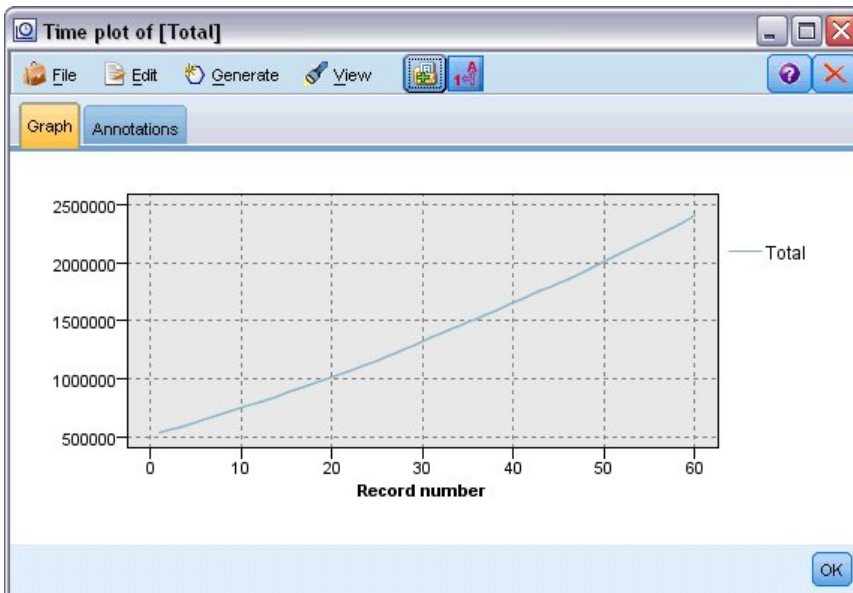 Time plot of [Total]
File Edit Generate View
Graph Annotations
2500000
2000000
1500000
1000000
500000
Total
0 10 20 30 40 50 60
Record number
OK